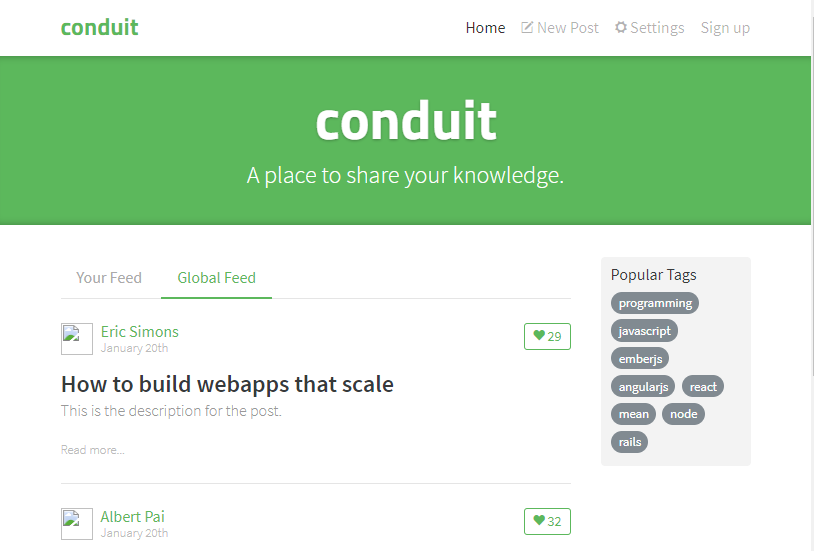 conduit
Home New Post Settings Sign up
conduit
A place to share your knowledge.
Your Feed Global Feed
Eric Simons
January 20th
29
How to build webapps that scale
This is the description for the post.
Read more...
Albert Pai
January 20th
32
Popular Tags
programming
javascript
emberjs
angularjs react
mean node
rails